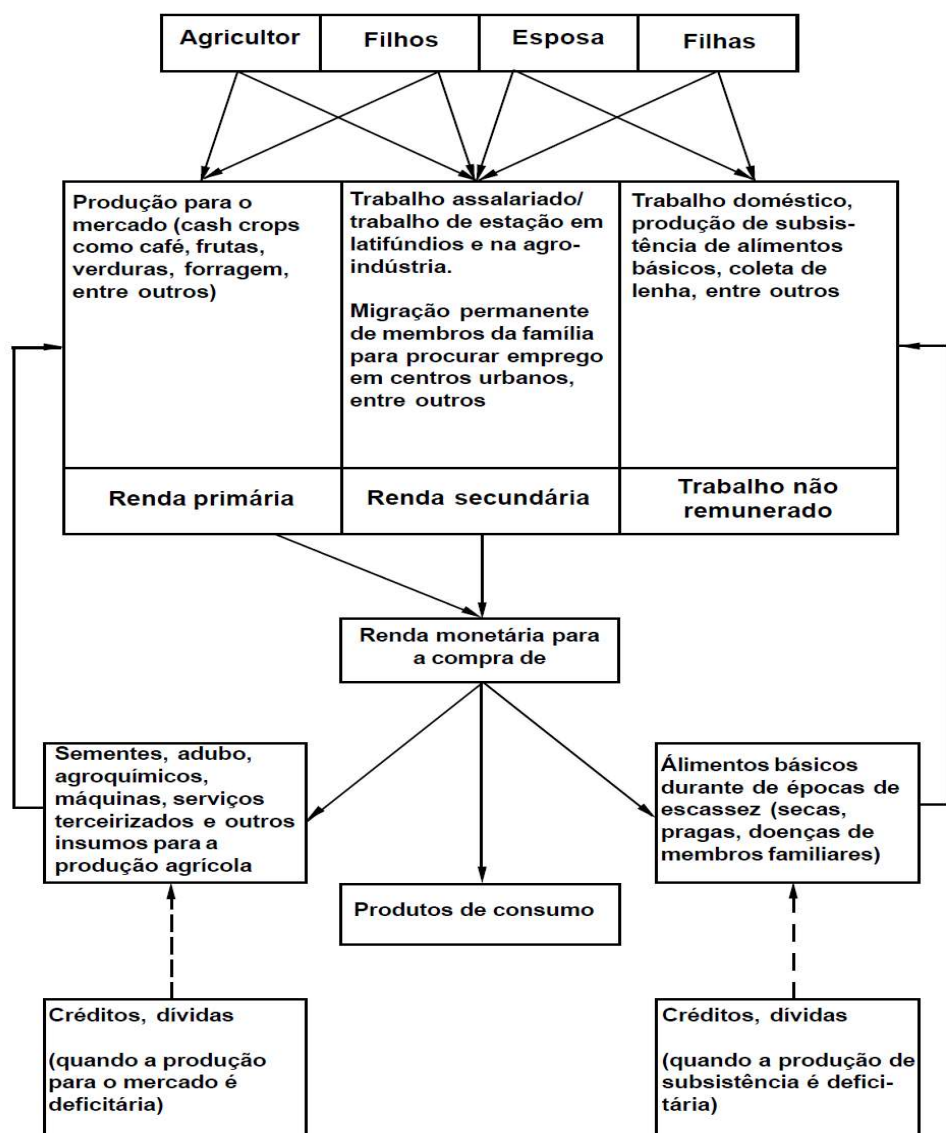 Agricultor
Filhos
Esposa
Filhas
Produção para o
mercado (cash crops
como café, frutas,
verduras, forragem,
entre outros)
Trabalho assalariado/
trabalho de estação em
latifúndios e na agro-
indústria.
Migração permanente
de membros da família
para procurar emprego
em centros urbanos,
entre outros
Trabalho doméstico,
produção de subsis-
tência de alimentos
básicos, coleta de
lenha, entre outros
Renda primária
Renda secundária
Trabalho não
remunerado
Renda monetária para
a compra de
Sementes, adubo,
agroquímicos,
máquinas, serviços
terceirizados e outros
insumos para a
produção agrícola
Produtos de consumo
Álimentos básicos
durante de épocas de
escassez (secas,
pragas, doenças de
membros familiares)
Créditos, dívidas
(quando a produção
para o mercado é
deficitária)
Créditos, dívidas
(quando a produção de
subsistência é defici-
tária)